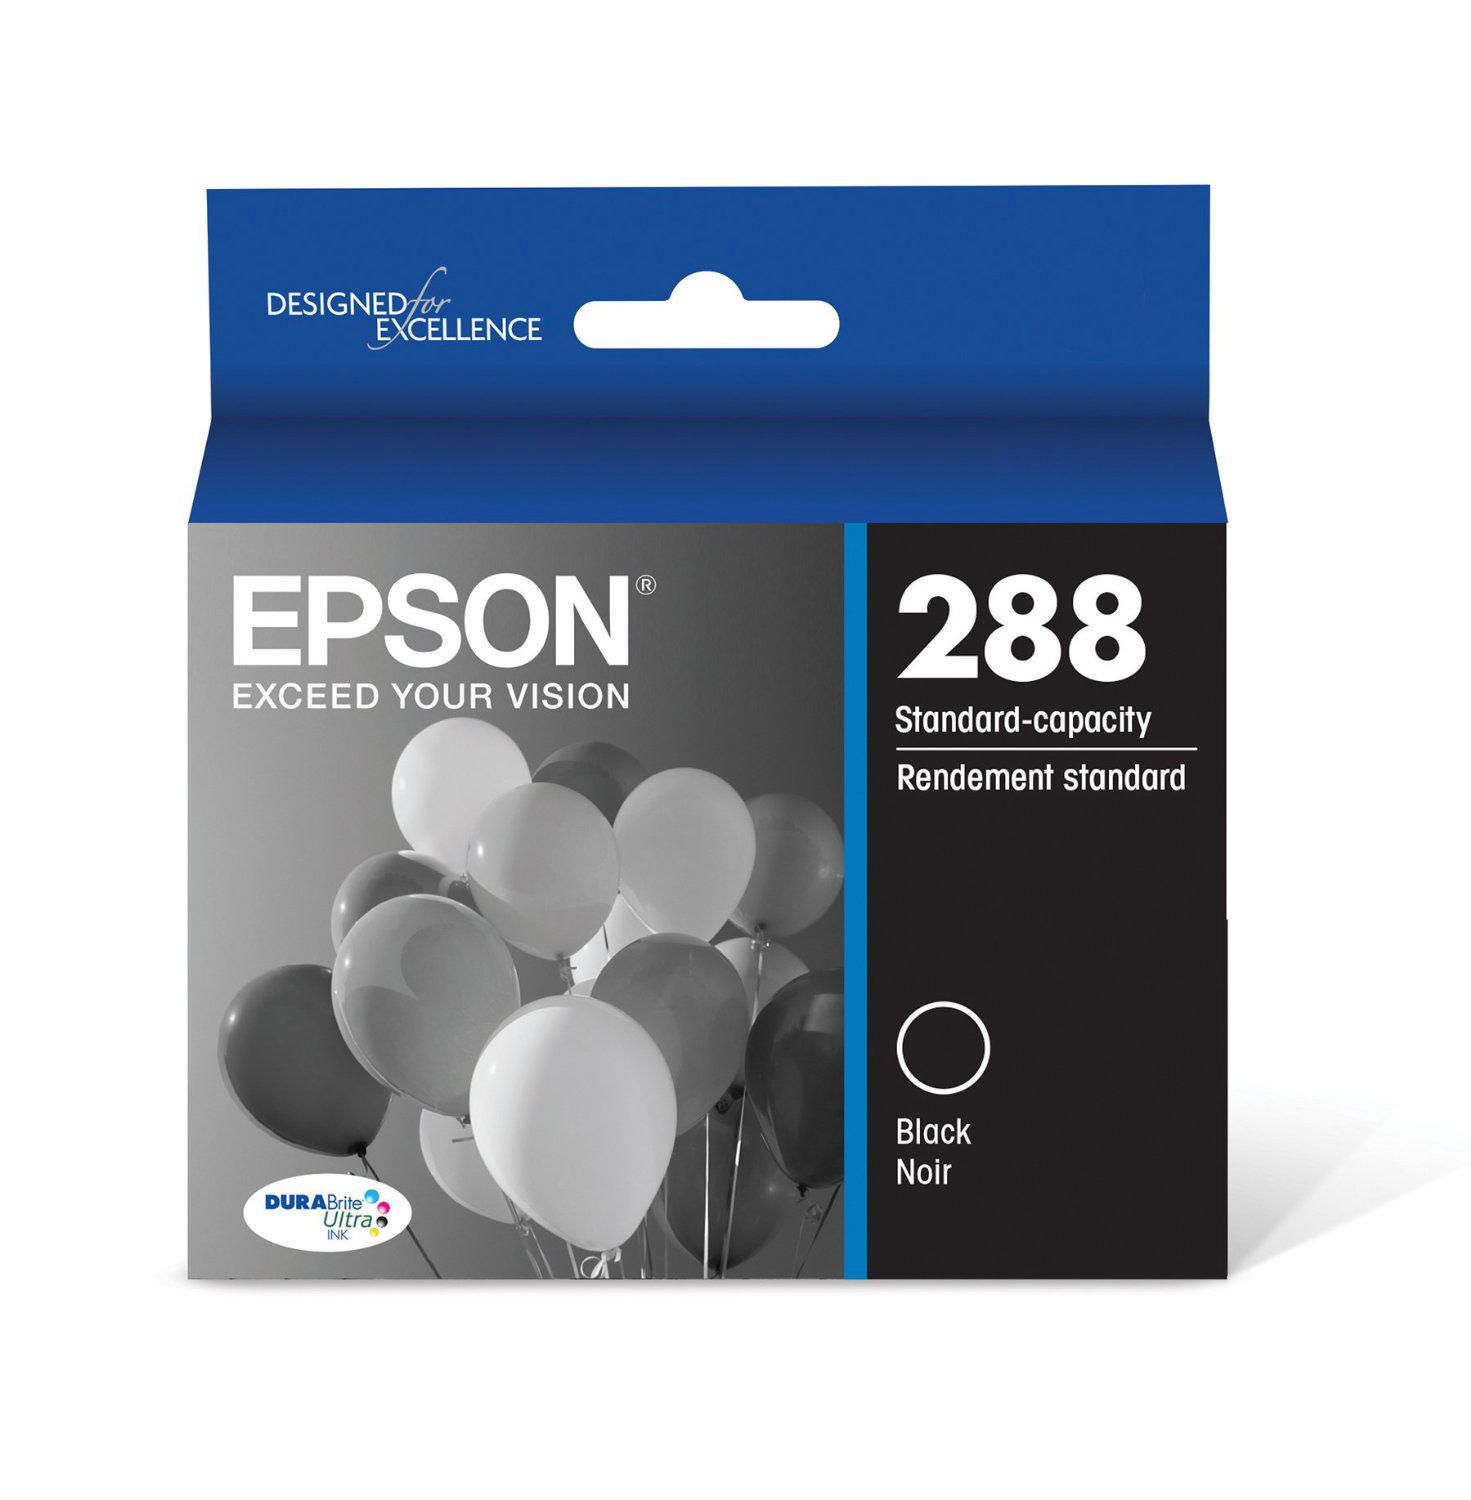 DESIGNED for
EXCELLENCE
EPSON®
EXCEED YOUR VISION
288
Standard-capacity
Rendement standard
Black
Noir
DURABrite
Ultra
INK